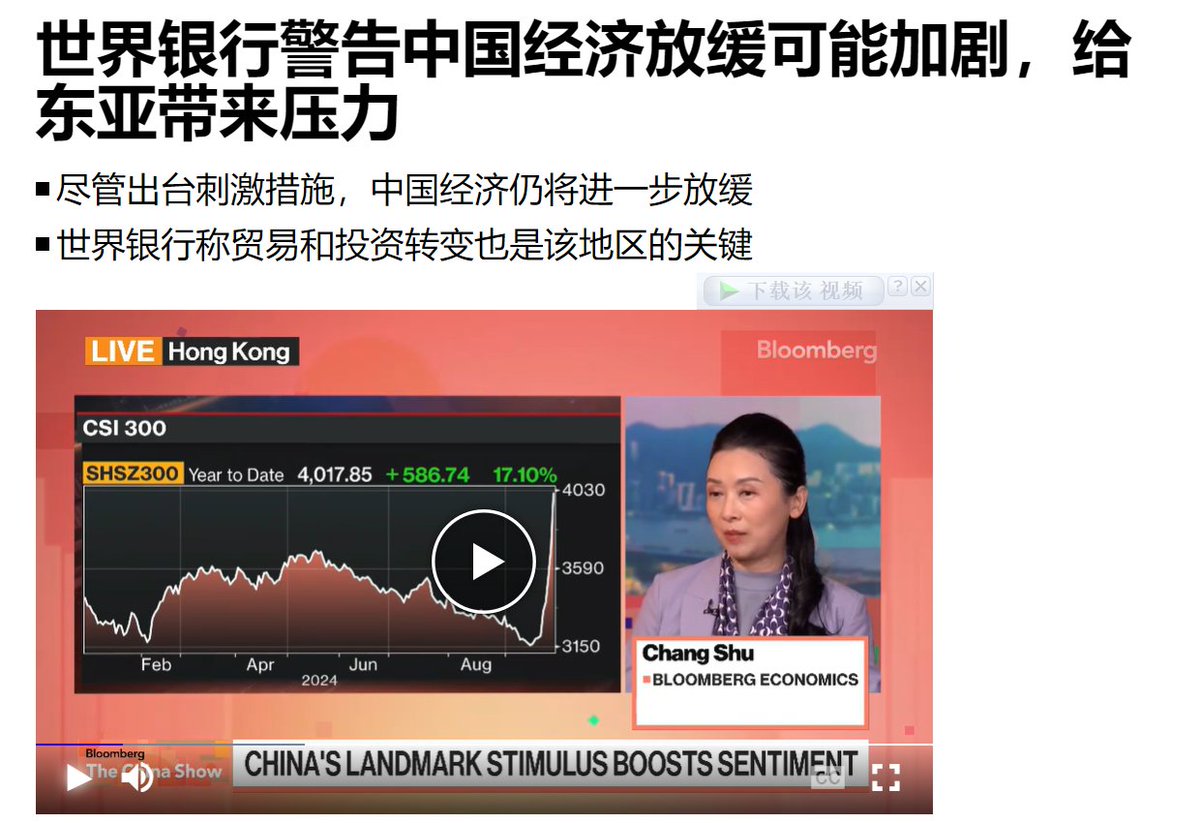 世界银行警告中国经济放缓可能加剧，给
东亚带来压力
尽管出台刺激措施，中国经济仍将进一步放缓
世界银行称贸易和投资转变也是该地区的关键
下载该 视频 ?
LIVE Hong Kong
Bloomberg
CSI 300
SHSZ300 Year to Date 4,017.85 +586.74 17.10%
4030
3590
3150
Feb Apr Jun Aug
2024
Chang Shu
BLOOMBERG ECONOMICS
Bloomberg
The China Show
CHINA'S LANDMARK STIMULUS BOOSTS SENTIMENT
CC